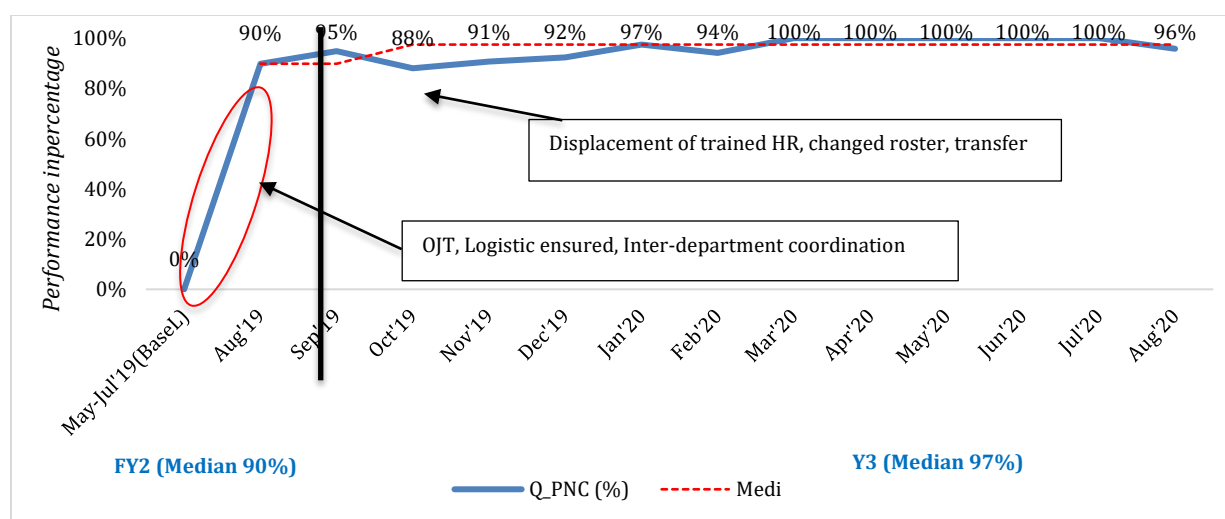 90% 95% 88% 91% 92% 97% 94% 100% 100% 100% 100% 100% 96%
100%
80%
60%
40%
20%
0%
0%
Performance inpercentage
Displacement of trained HR, changed roster, transfer
OJT, Logistic ensured, Inter-department coordination
May-Jul'19(BaseL)
Aug'19
Sep'19
Oct'19
Nov'19
Dec'19
Jan'20
Feb'20
Mar'20
Apr'20
May'20
Jun'20
Jul'20
Aug'20
FY2 (Median 90%)
Y3 (Median 97%)
Q_PNC (%)
Medi